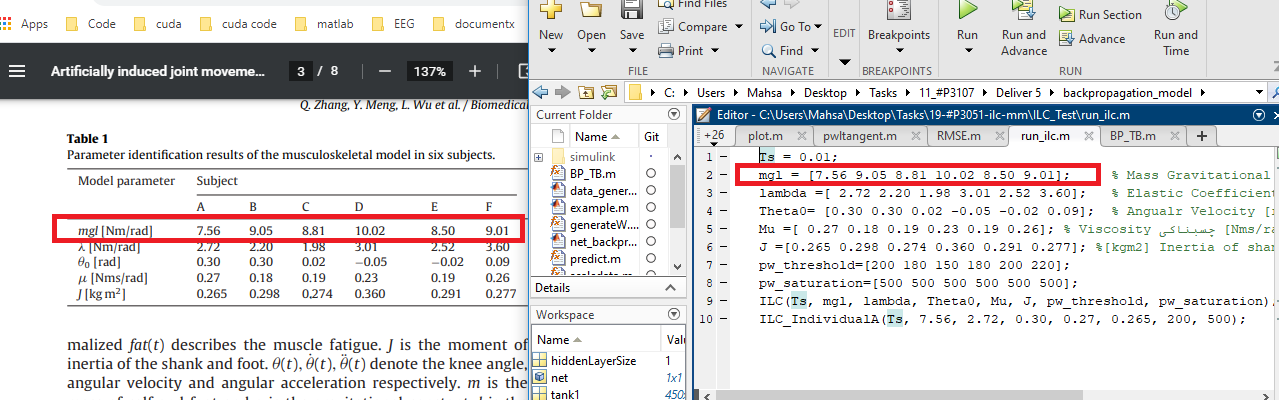 Apps Code cuda cuda code matlab EEG documentx
Artificially induced joint moveme... 3 / 8 137%
Q. Zhang, Y. Meng, L. Wu et al. / Biomedical
Table 1
Parameter identification results of the musculoskeletal model in six subjects.
Model parameter Subject
A B C D E F
mgl [Nm/rad] 7.56 9.05 8.81 10.02 8.50 9.01
λ [Nm/rad] 2.72 2.20 1.98 3.01 2.52 3.60
θ0 [rad] 0.30 0.30 0.02 −0.05 −0.02 0.09
μ [Nms/rad] 0.27 0.18 0.19 0.23 0.19 0.26
J [kg m2] 0.265 0.298 0.274 0.360 0.291 0.277
malized fat(t) describes the muscle fatigue. J is the moment of
inertia of the shank and foot. θ(t), θ̇(t), θ̈(t) denote the knee angle,
angular velocity and angular acceleration respectively. m is the
New Open Save Find Files
Compare
Print
FILE
Go To
Find
NAVIGATE
EDIT
Breakpoints
BREAKPOINTS
Run Run and Advance Run Section
Advance
Run and Time
RUN
C: Users Mahsa Desktop Tasks 11_#P3107 Deliver 5 backpropagation_model
Current Folder
Name Git
simulink
BP_TB.m
data_gener...
example.m
generateW...
net_backpr...
predict.m
Details
Workspace
Name Valu
hiddenLayerSize 1
net 1x1
tank1 450
Editor - C:\Users\Mahsa\Desktop\Tasks\19-#P3051-ilc-mm\ILC_Test\run_ilc.m
+26 plot.m pwltangent.m RMSE.m run_ilc.m BP_TB.m +
1 Ts = 0.01;
2 mgl = [7.56 9.05 8.81 10.02 8.50 9.01]; % Mass Gravitational
3 lambda =[ 2.72 2.20 1.98 3.01 2.52 3.60]; % Elastic Coefficient
4 Theta0= [0.30 0.30 0.02 -0.05 -0.02 0.09]; % Angualr Velocity [r
5 Mu =[ 0.27 0.18 0.19 0.23 0.19 0.26]; % Viscosity چسبناکی [Nms/ra
6 J =[0.265 0.298 0.274 0.360 0.291 0.277]; %[kgm2] Inertia of shan
7 pw_threshold=[200 180 150 180 200 220];
8 pw_saturation=[500 500 500 500 500 500];
9 ILC(Ts, mgl, lambda, Theta0, Mu, J, pw_threshold, pw_saturation).
10 ILC_IndividualA(Ts, 7.56, 2.72, 0.30, 0.27, 0.265, 200, 500);